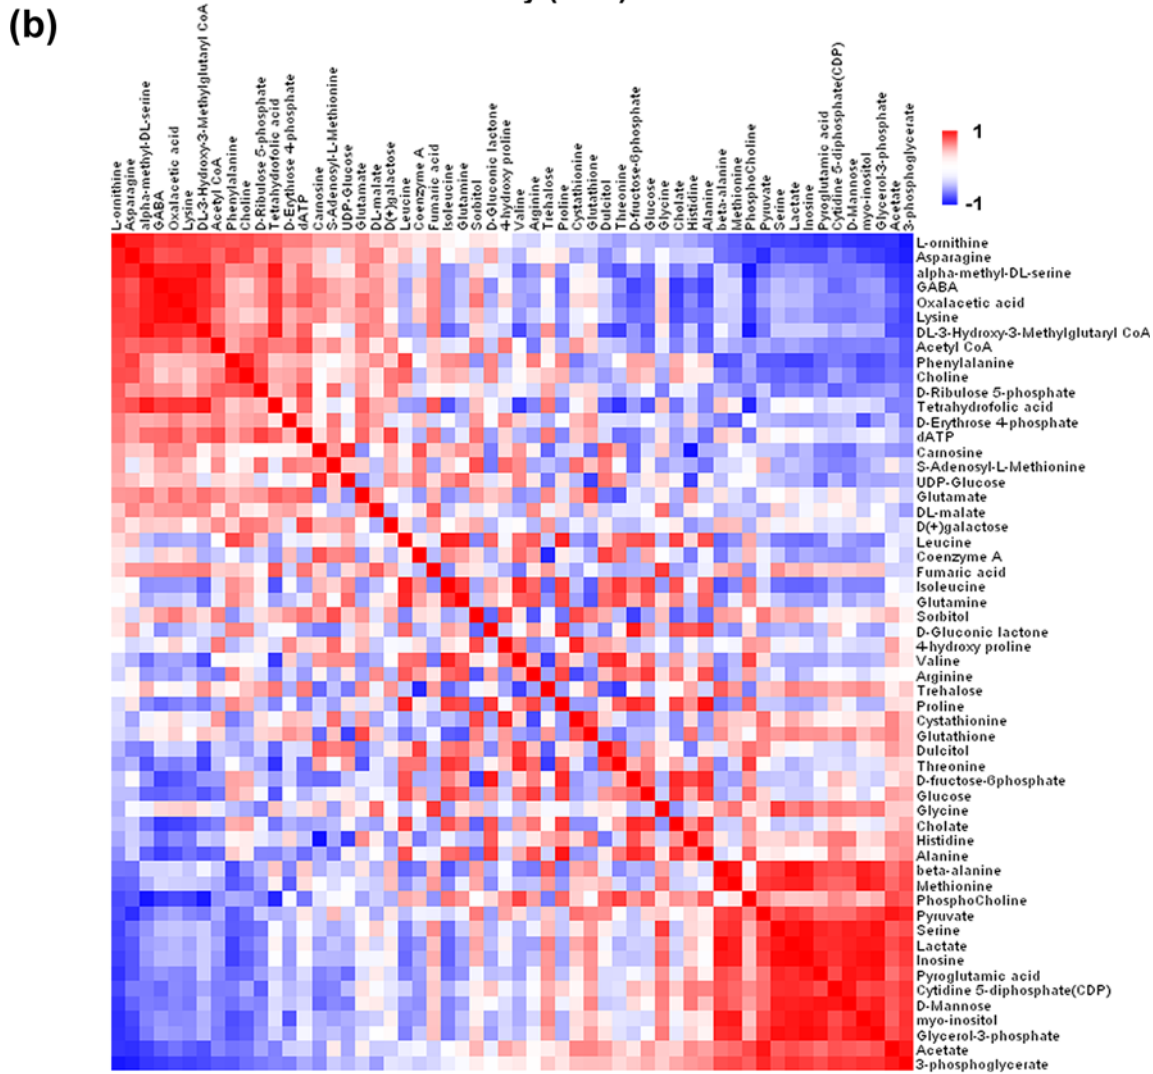 (b)
L-ornithine
Asparagine
alpha-methyl-DL-serine
GABA
Oxalacetic acid
Lysine
DL-3-Hydroxy-3-Methylglutaryl CoA
Acetyl CoA
Phenylalanine
Choline
D-Ribulose 5-phosphate
Tetrahydrofolic acid
D-Erythrose 4-phosphate
dATP
Carnosine
S-Adenosyl-L-Methionine
UDP-Glucose
Glutamate
DL-malate
D(+)galactose
Leucine
Coenzyme A
Fumaric acid
Isoleucine
Glutamine
Sorbitol
D-Gluconic lactone
4-hydroxy proline
Valine
Arginine
Trehalose
Proline
Cystathionine
Glutathione
Dulcitol
Threonine
D-fructose-6phosphate
Glucose
Glycine
Cholate
Histidine
Alanine
beta-alanine
Methionine
PhosphoCholine
Pyruvate
Serine
Lactate
Inosine
Pyroglutamic acid
Cytidine 5-diphosphate(CDP)
D-Mannose
myo-inositol
Glycerol-3-phosphate
Acetate
3-phosphoglycerate
1
-1
L-ornithine
Asparagine
alpha-methyl-DL-serine
GABA
Oxalacetic acid
Lysine
DL-3-Hydroxy-3-Methylglutaryl CoA
Acetyl CoA
Phenylalanine
Choline
D-Ribulose 5-phosphate
Tetrahydrofolic acid
D-Erythrose 4-phosphate
dATP
Carnosine
S-Adenosyl-L-Methionine
UDP-Glucose
Glutamate
DL-malate
D(+)galactose
Leucine
Coenzyme A
Fumaric acid
Isoleucine
Glutamine
Sorbitol
D-Gluconic lactone
4-hydroxy proline
Valine
Arginine
Trehalose
Proline
Cystathionine
Glutathione
Dulcitol
Threonine
D-fructose-6phosphate
Glucose
Glycine
Cholate
Histidine
Alanine
beta-alanine
Methionine
PhosphoCholine
Pyruvate
Serine
Lactate
Inosine
Pyroglutamic acid
Cytidine 5-diphosphate(CDP)
D-Mannose
myo-inositol
Glycerol-3-phosphate
Acetate
3-phosphoglycerate